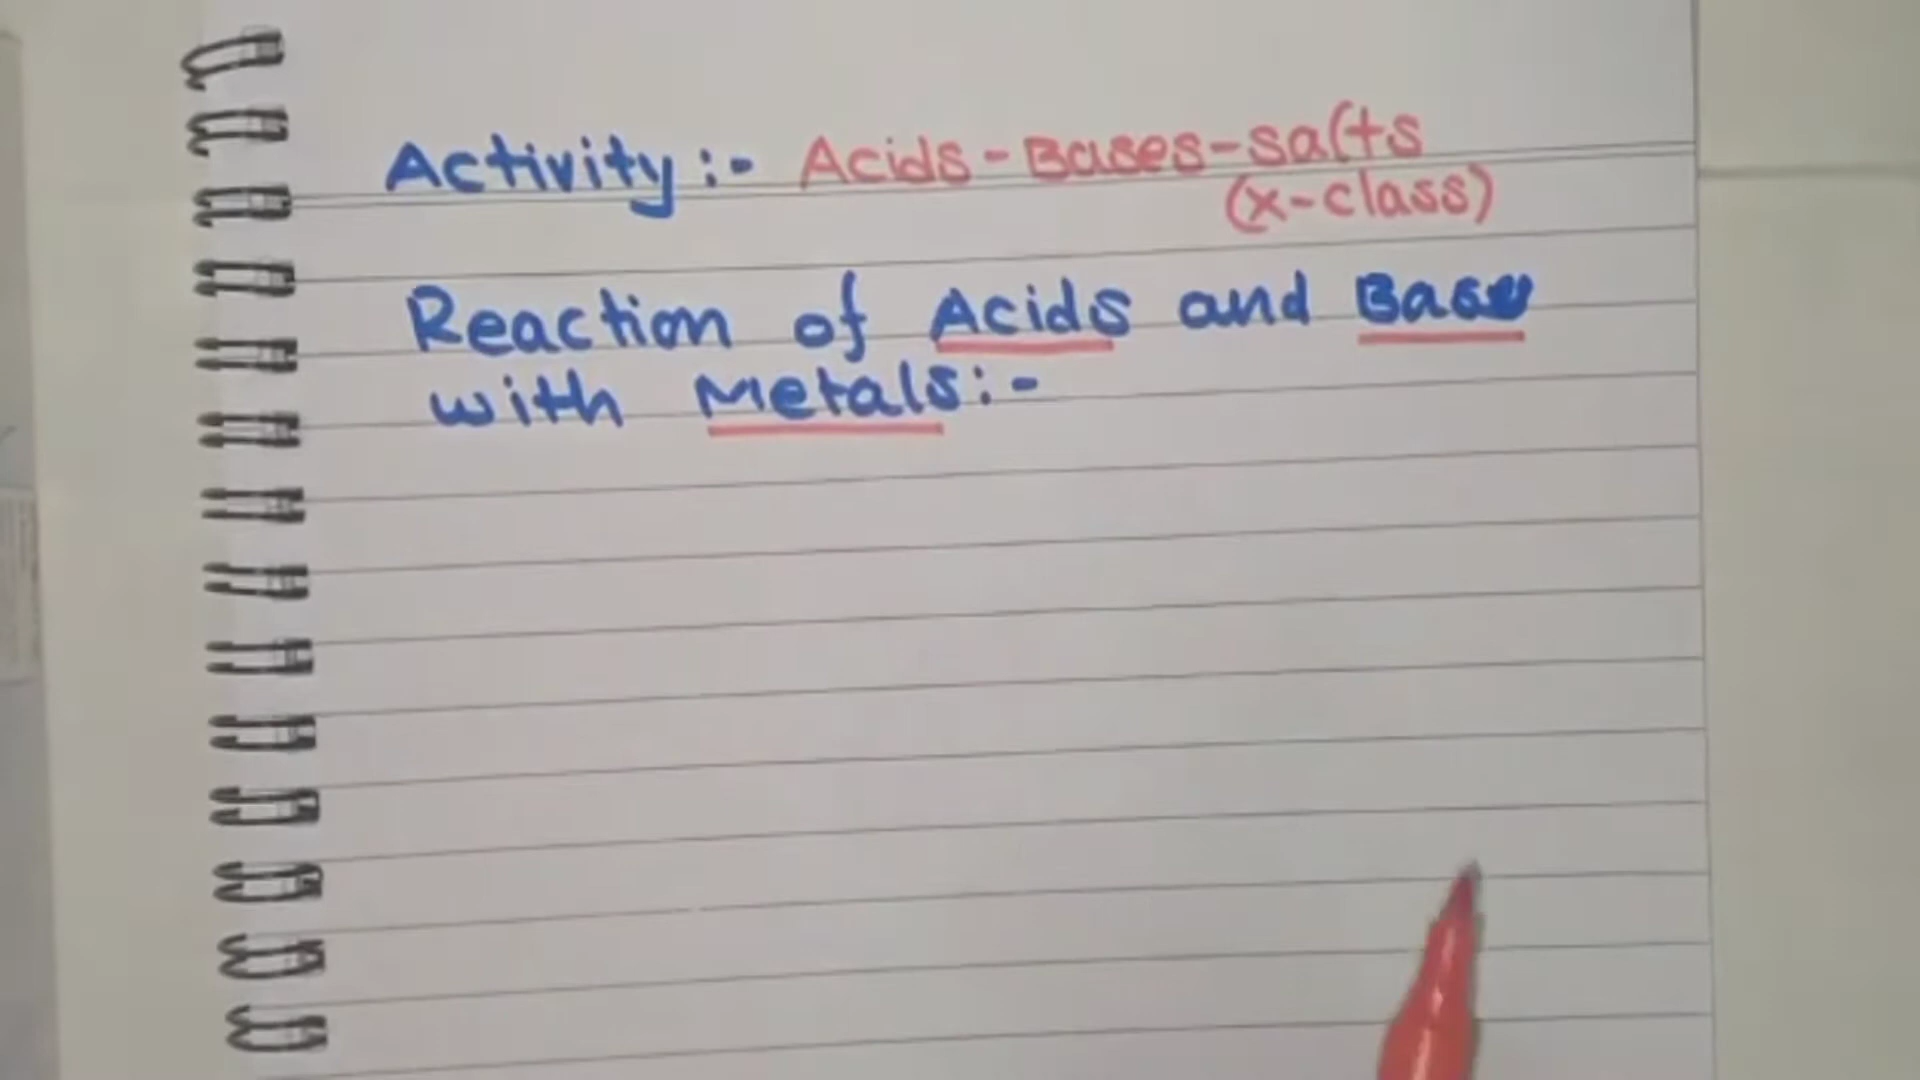 Activity :- Acids - Bases - salts
(x-class)
Reaction of Acids and Base
with Metals :-